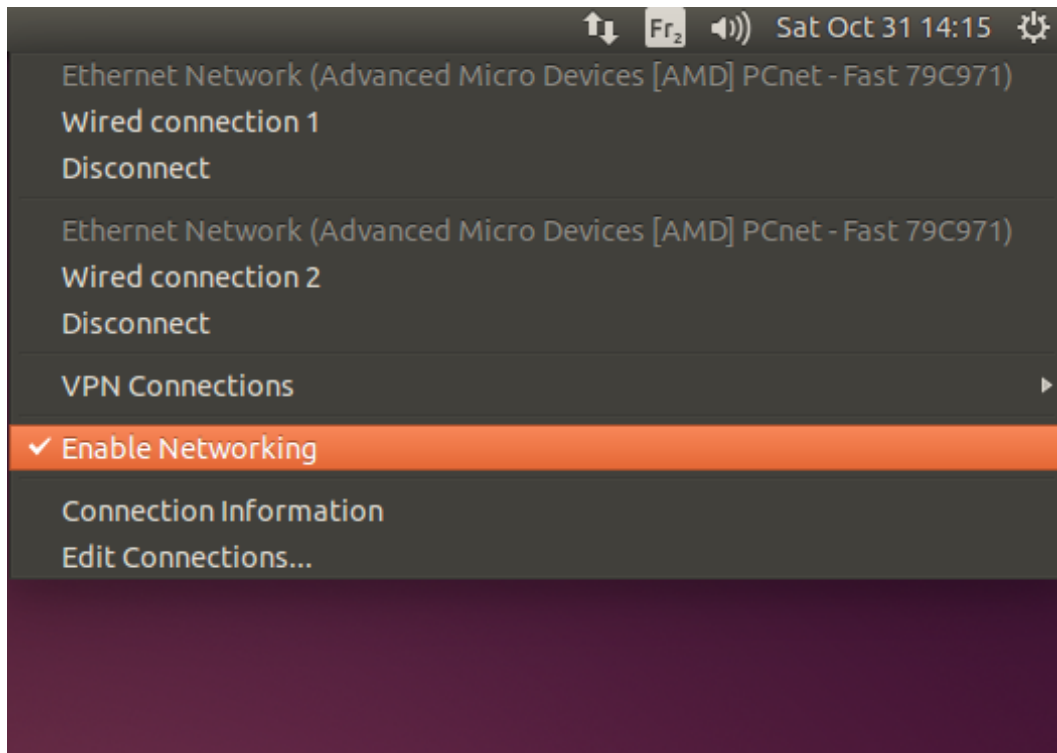 Fr2 Sat Oct 31 14:15
Ethernet Network (Advanced Micro Devices [AMD] PCnet - Fast 79C971)
Wired connection 1
Disconnect
Ethernet Network (Advanced Micro Devices [AMD] PCnet - Fast 79C971)
Wired connection 2
Disconnect
VPN Connections
Enable Networking
Connection Information
Edit Connections...